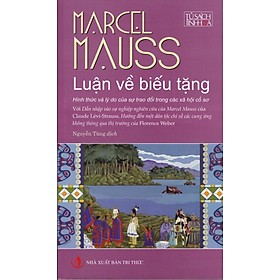 MARCEL
MAUSS
TỦ SÁCH
TINH HOA
Luận về biếu tặng
Hình thức và lý do của sự trao đổi trong các xã hội cổ sơ
Với Dẫn nhập vào sự nghiệp nghiên cứu của Marcel Mauss của
Claude Lévi-Strauss, Hướng đến một dân tộc chí về các cung ứng
không thông qua thị trường của Florence Weber
Nguyễn Tùng dịch
NHÀ XUẤT BẢN TRI THỨC